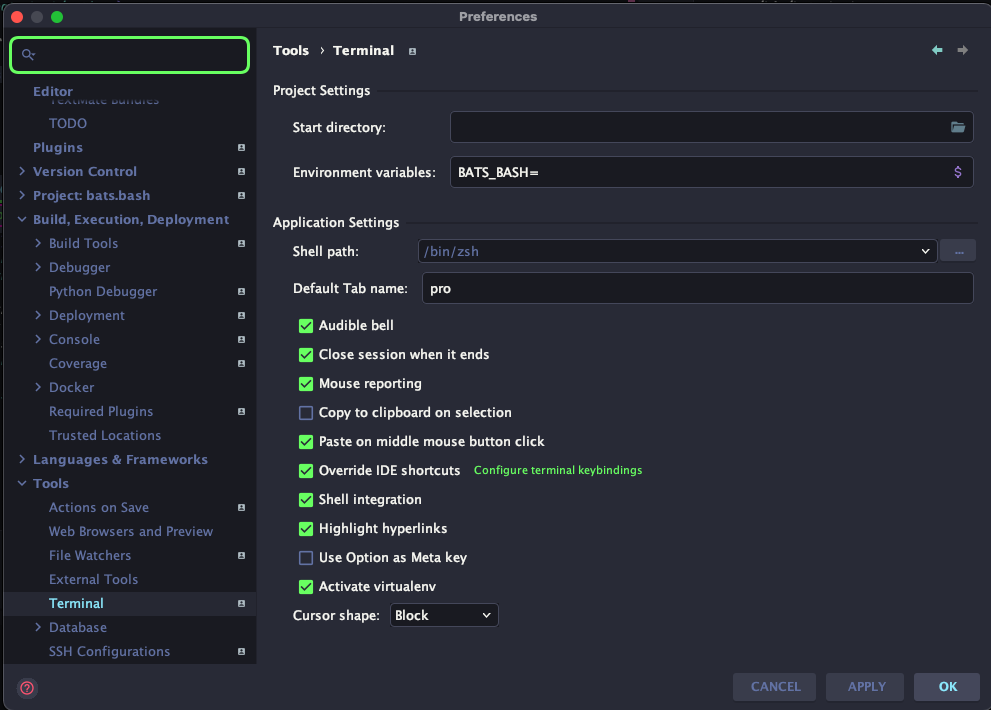 Preferences
Tools › Terminal
Editor
TextMate Bundles
TODO
Plugins
Version Control
Project: bats.bash
Build, Execution, Deployment
Build Tools
Debugger
Python Debugger
Deployment
Console
Coverage
Docker
Required Plugins
Trusted Locations
Languages & Frameworks
Tools
Actions on Save
Web Browsers and Preview
File Watchers
External Tools
Terminal
Database
SSH Configurations
Project Settings
Start directory:
Environment variables: BATS_BASH= $
Application Settings
Shell path: /bin/zsh ...
Default Tab name: pro
Audible bell
Close session when it ends
Mouse reporting
Copy to clipboard on selection
Paste on middle mouse button click
Override IDE shortcuts Configure terminal keybindings
Shell integration
Highlight hyperlinks
Use Option as Meta key
Activate virtualenv
Cursor shape: Block
? CANCEL APPLY OK